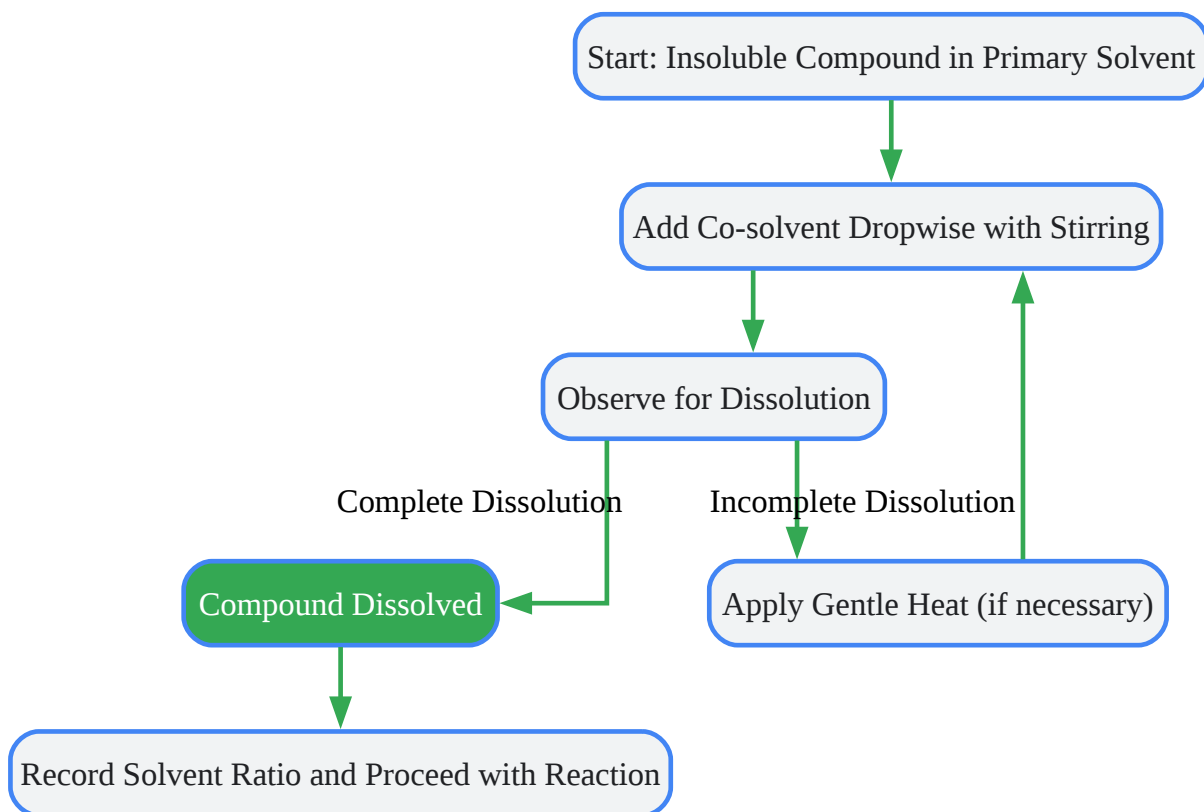 Start: Insoluble Compound in Primary Solvent
Add Co-solvent Dropwise with Stirring
Observe for Dissolution
Complete Dissolution
Incomplete Dissolution
Compound Dissolved
Apply Gentle Heat (if necessary)
Record Solvent Ratio and Proceed with Reaction